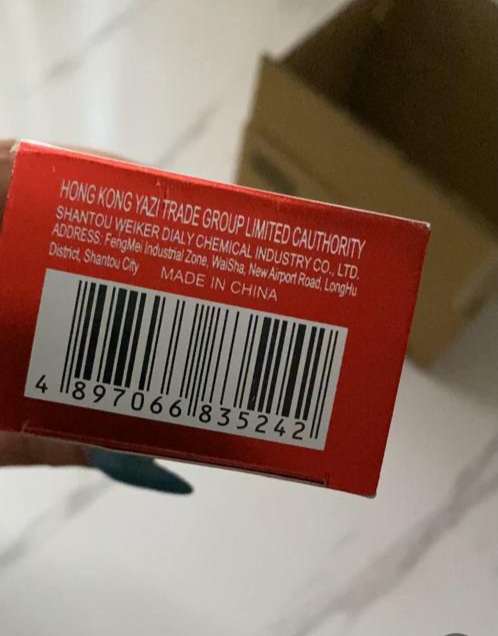 HONG KONG YAZI TRADE GROUP LIMITED CAUTHORITY
SHANTOU WEIKER DIALY CHEMICAL INDUSTRY CO., LTD.
ADDRESS: FengMei Industrial Zone, WaiSha, New Airport Road, LongHu
District, Shantou City MADE IN CHINA
4 897066 835242